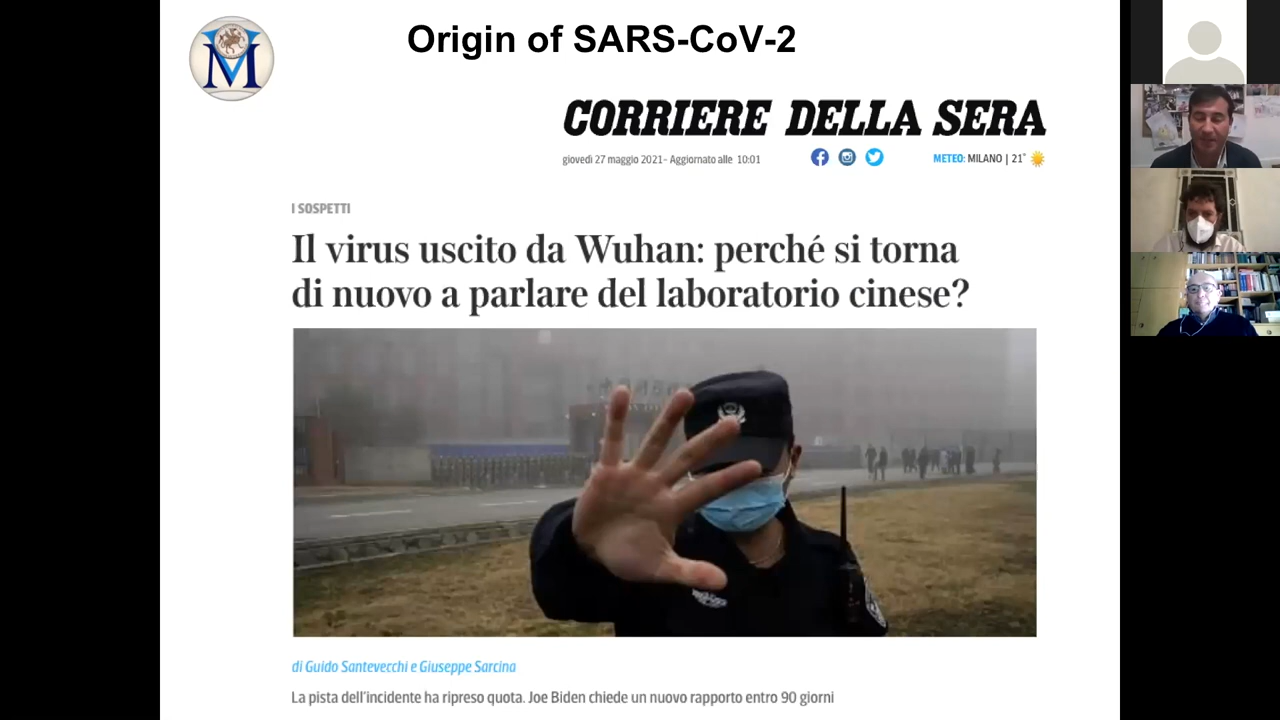 Origin of SARS-CoV-2
CORRIERE DELLA SERA
giovedì 27 maggio 2021 - Aggiornato alle 10:01
METEO: MILANO | 21°
I SOSPETTI
Il virus uscito da Wuhan: perché si torna
di nuovo a parlare del laboratorio cinese?
di Guido Santevecchi e Giuseppe Sarcina
La pista dell'incidente ha ripreso quota. Joe Biden chiede un nuovo rapporto entro 90 giorni